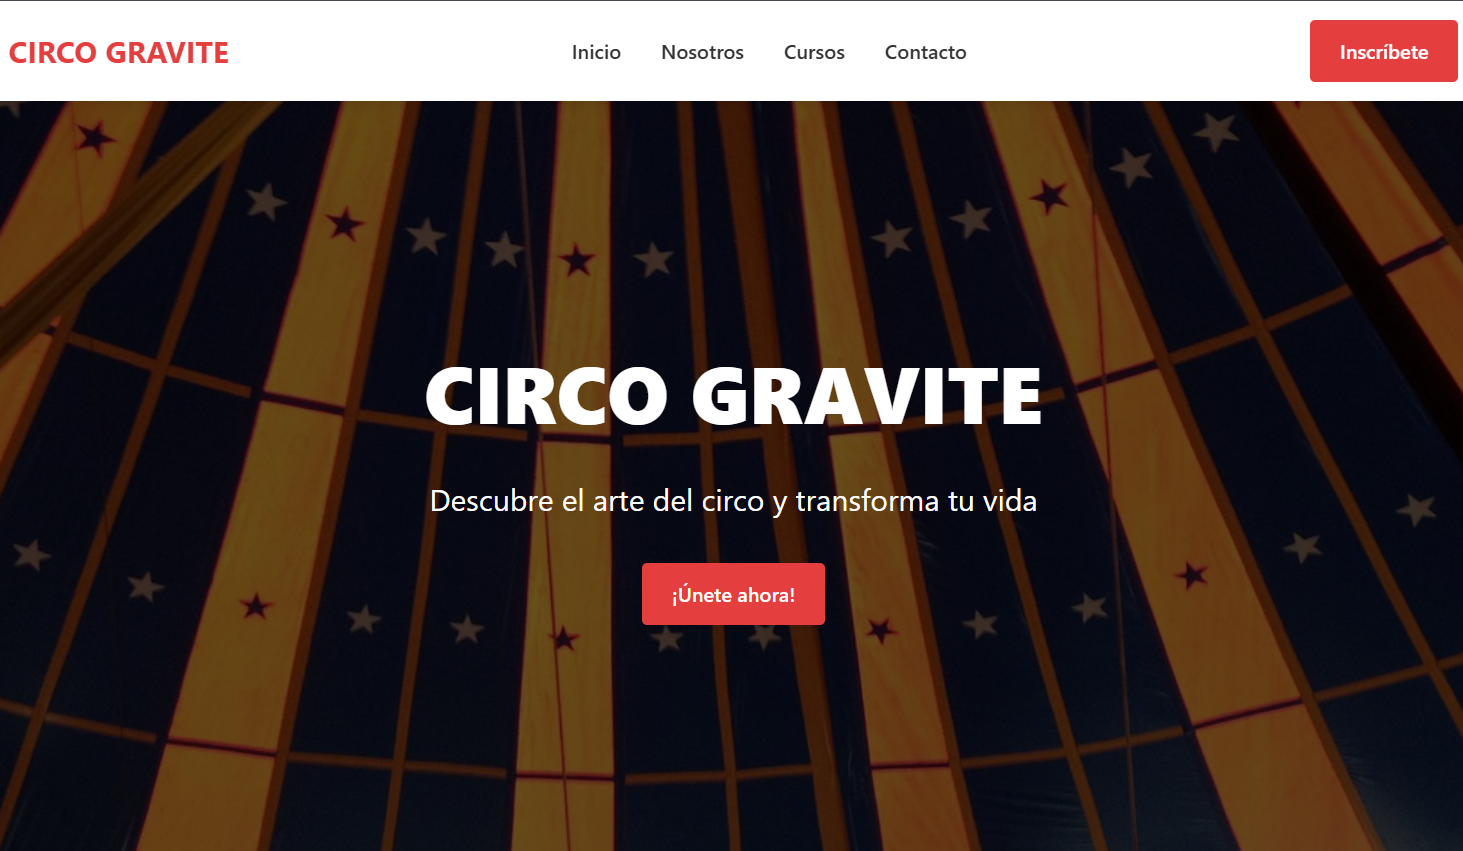 CIRCO GRAVITE
Inicio Nosotros Cursos Contacto
Inscríbete
CIRCO GRAVITE
Descubre el arte del circo y transforma tu vida
¡Únete ahora!